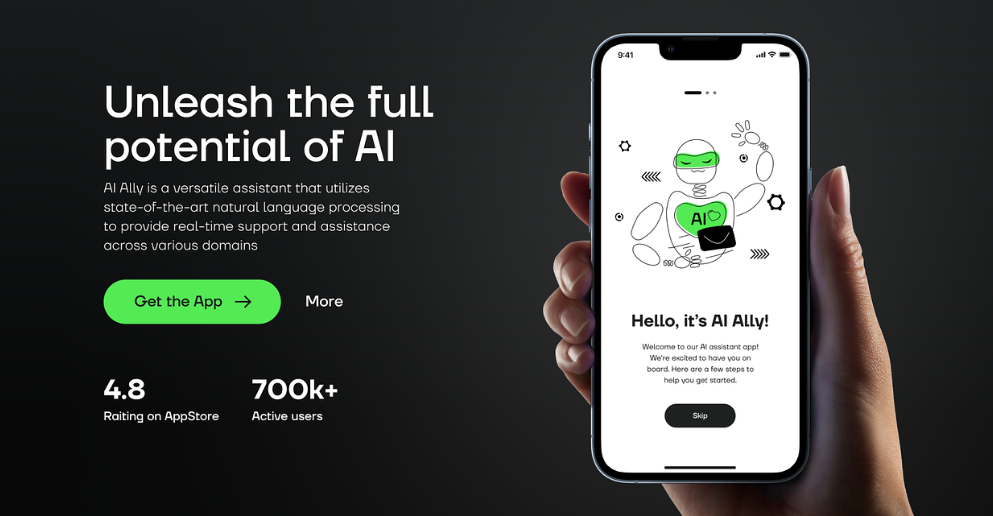 Unleash the full
potential of AI
AI Ally is a versatile assistant that utilizes
state-of-the-art natural language processing
to provide real-time support and assistance
across various domains
Get the App →
More
4.8
Raiting on AppStore
700k+
Active users
9:41
AI
Hello, it's AI Ally!
Welcome to our AI assistant app!
We're excited to have you on
board. Here are a few steps to
help you get started.
Skip